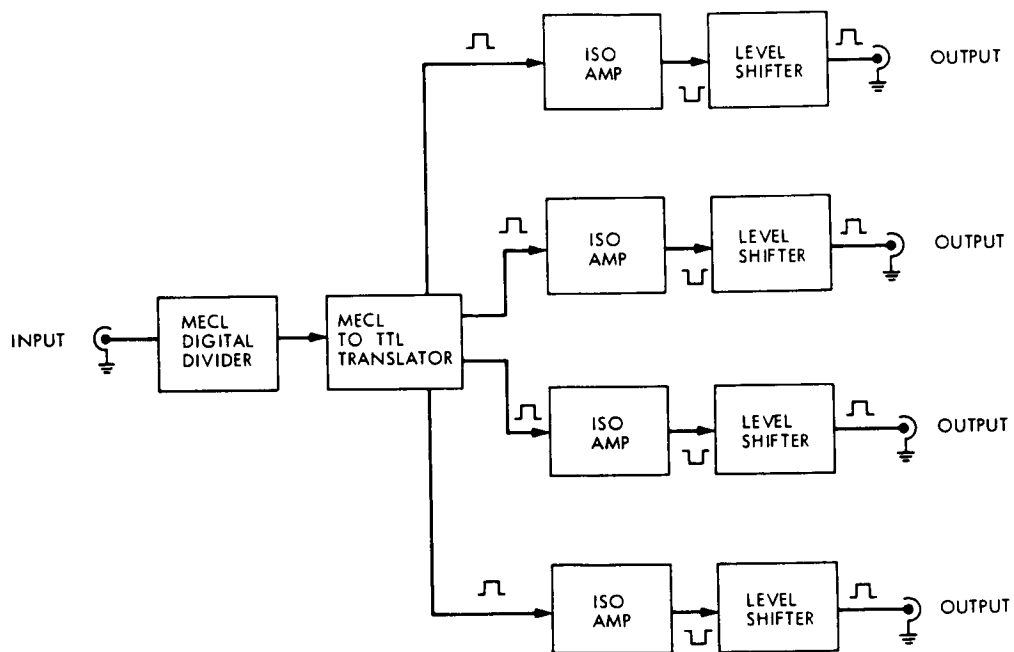 ISO
AMP
LEVEL
SHIFTER
OUTPUT
ISO
AMP
LEVEL
SHIFTER
OUTPUT
INPUT
MECL
DIGITAL
DIVIDER
MECL
TO TTL
TRANSLATOR
ISO
AMP
LEVEL
SHIFTER
OUTPUT
ISO
AMP
LEVEL
SHIFTER
OUTPUT